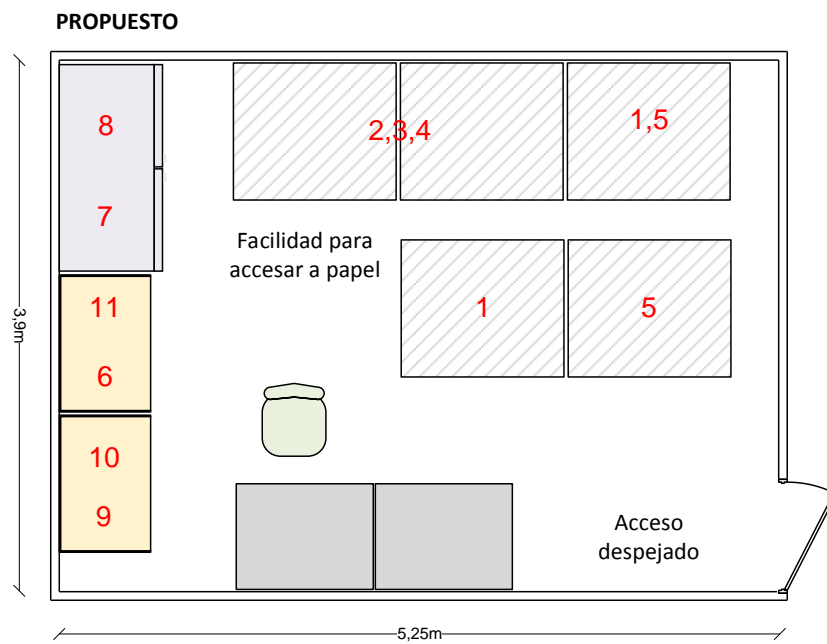 PROPUESTO
8
2,3,4
1,5
7
Facilidad para
accesar a papel
11
1
5
3,9m
6
10
9
Acceso
despejado
5,25m